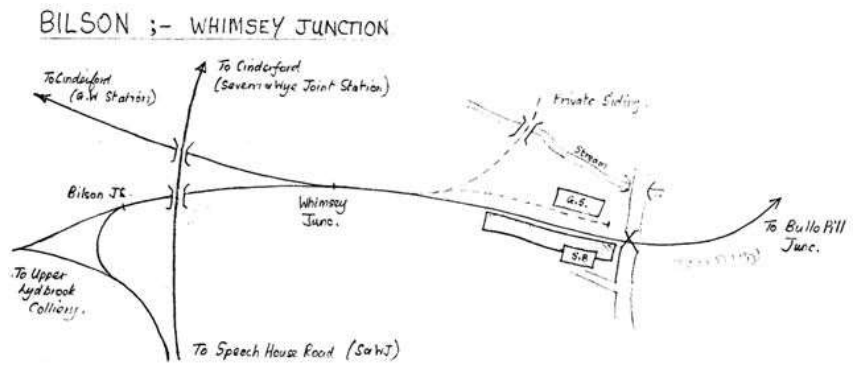 BILSON ;- WHIMSEY JUNCTION
To Cinderford
(G.W Station)
To Cinderford
(Severn & Wye Joint Station)
Private Siding.
Stream
Bilson Jc.
Whimsey
Junc.
G.S.
S.B
To Bullo Pill
Junc.
To Upper
Lydbrook
Colliery.
To Speech House Road (S&WJ)